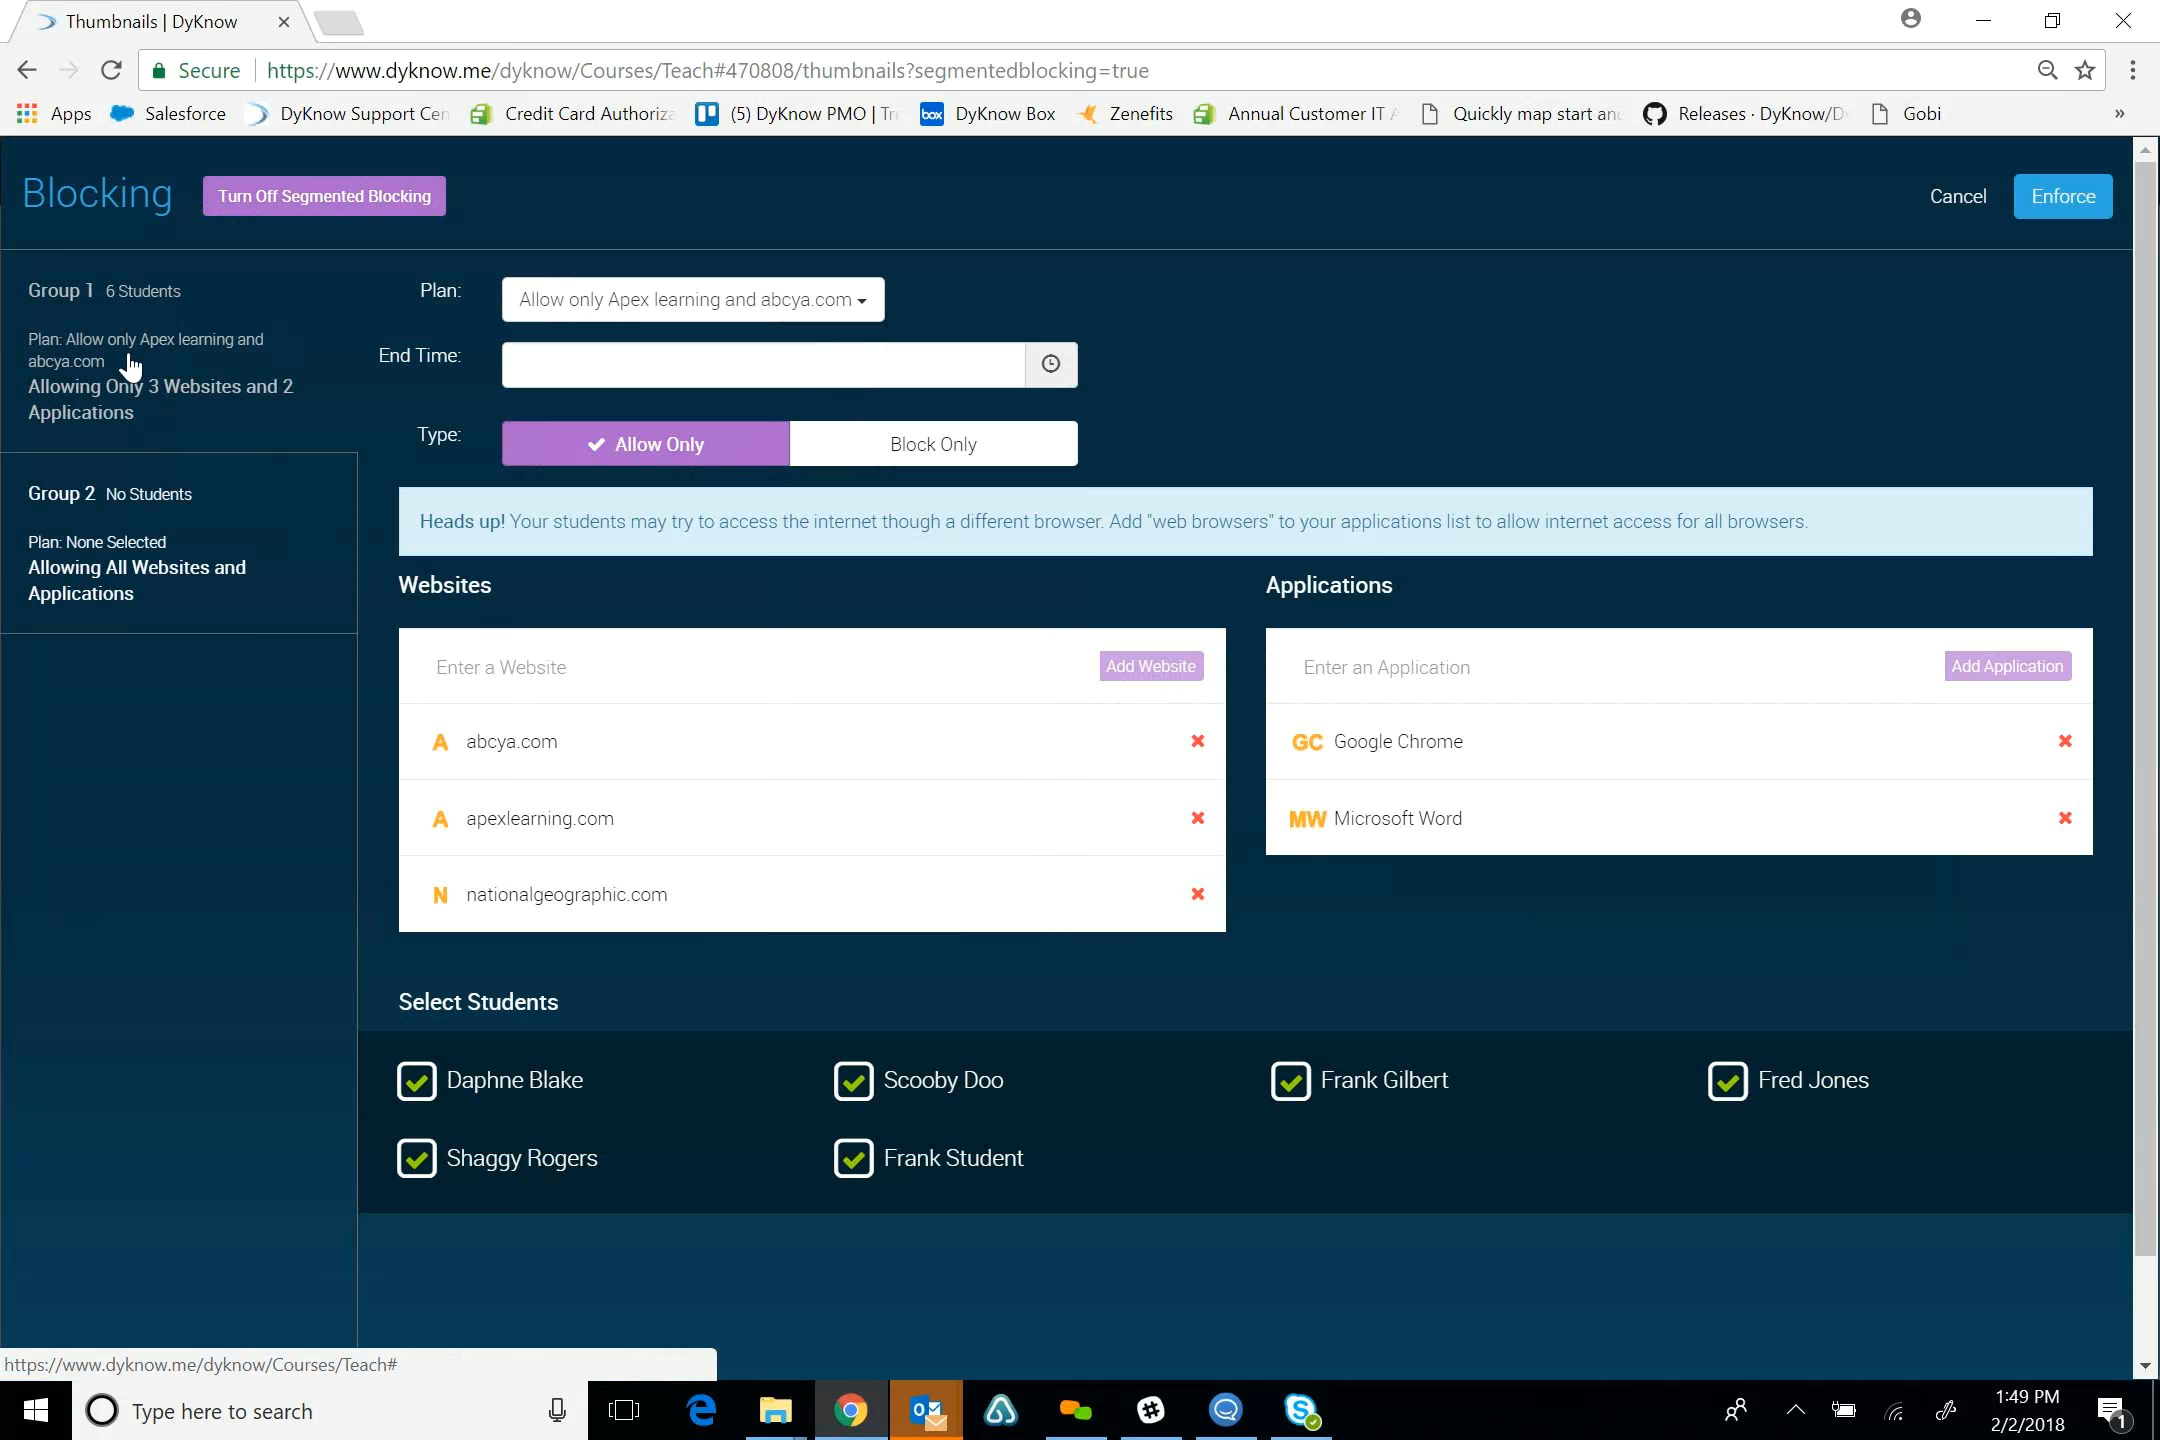 Thumbnails | DyKnow
Secure https://www.dyknow.me/dyknow/Courses/Teach#470808/thumbnails?segmentedblocking=true
Apps Salesforce DyKnow Support Cen Credit Card Authoriza (5) DyKnow PMO | Tre box DyKnow Box Zenefits Annual Customer IT A Quickly map start and Releases · DyKnow/D Gobi »
Blocking Turn Off Segmented Blocking Cancel Enforce
Group 1 6 Students
Plan: Allow only Apex learning and
abcya.com
Allowing Only 3 Websites and 2
Applications
Group 2 No Students
Plan: None Selected
Allowing All Websites and
Applications
Plan: Allow only Apex learning and abcya.com
End Time:
Type: Allow Only Block Only
Heads up! Your students may try to access the internet though a different browser. Add "web browsers" to your applications list to allow internet access for all browsers.
Websites
Enter a Website Add Website
A abcya.com
A apexlearning.com
N nationalgeographic.com
Applications
Enter an Application Add Application
GC Google Chrome
MW Microsoft Word
Select Students
Daphne Blake Scooby Doo Frank Gilbert Fred Jones
Shaggy Rogers Frank Student
https://www.dyknow.me/dyknow/Courses/Teach#
Type here to search
1:49 PM
2/2/2018
1